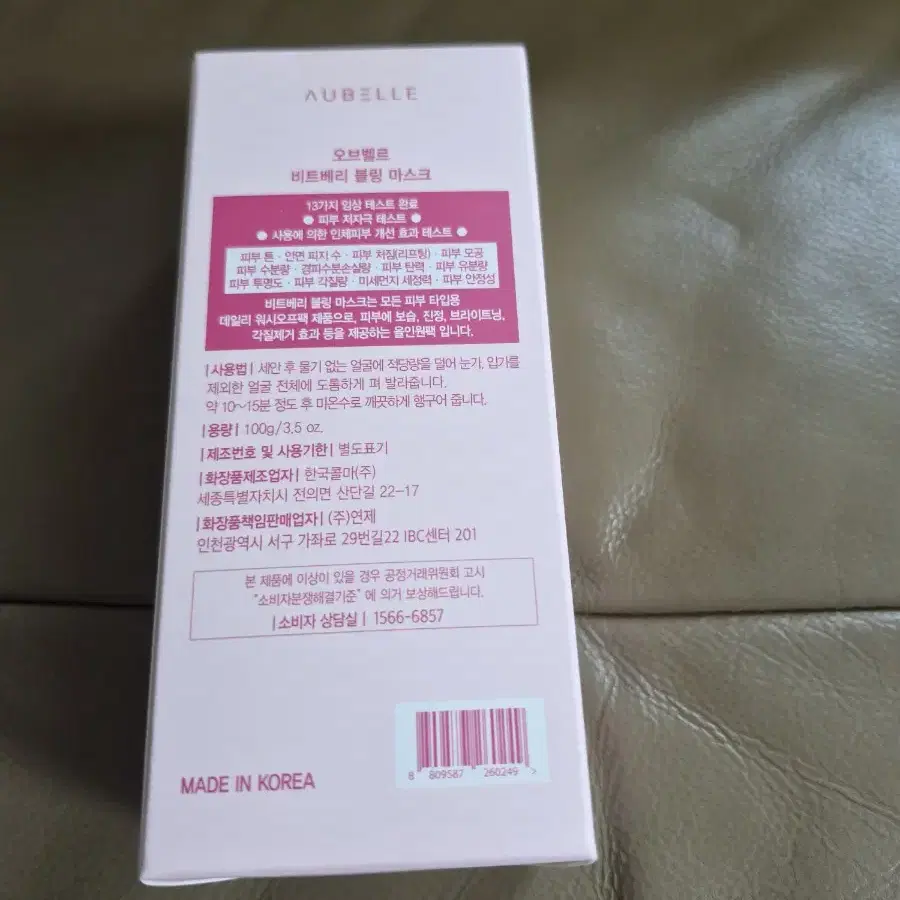 AUBELLE
오브벨르
비트베리 블링 마스크
13가지 임상 테스트 완료
● 피부 저자극 테스트 ●
● 사용에 의한 인체피부 개선 효과 테스트 ●
피부 톤 · 안면 피지 수 · 피부 처짐(리프팅) · 피부 모공
피부 수분량 · 경피수분손실량 · 피부 탄력 · 피부 유분량
피부 투명도 · 피부 각질량 · 미세먼지 세정력 · 피부 안정성
비트베리 블링 마스크는 모든 피부 타입용
데일리 워시오프팩 제품으로, 피부에 보습, 진정, 브라이트닝,
각질제거 효과 등을 제공하는 올인원팩 입니다.
|사용법| 세안 후 물기 없는 얼굴에 적당량을 덜어 눈가, 입가를
제외한 얼굴 전체에 도톰하게 펴 발라줍니다.
약 10~15분 정도 후 미온수로 깨끗하게 헹구어 줍니다.
|용량| 100g/3.5 oz.
|제조번호 및 사용기한| 별도표기
|화장품제조업자| 한국콜마(주)
세종특별자치시 전의면 산단길 22-17
|화장품책임판매업자| (주)연제
인천광역시 서구 가좌로 29번길22 IBC센터 201
본 제품에 이상이 있을 경우 공정거래위원회 고시
"소비자분쟁해결기준" 에 의거 보상해드립니다.
|소비자 상담실| 1566-6857
8 809587 260249 >
MADE IN KOREA